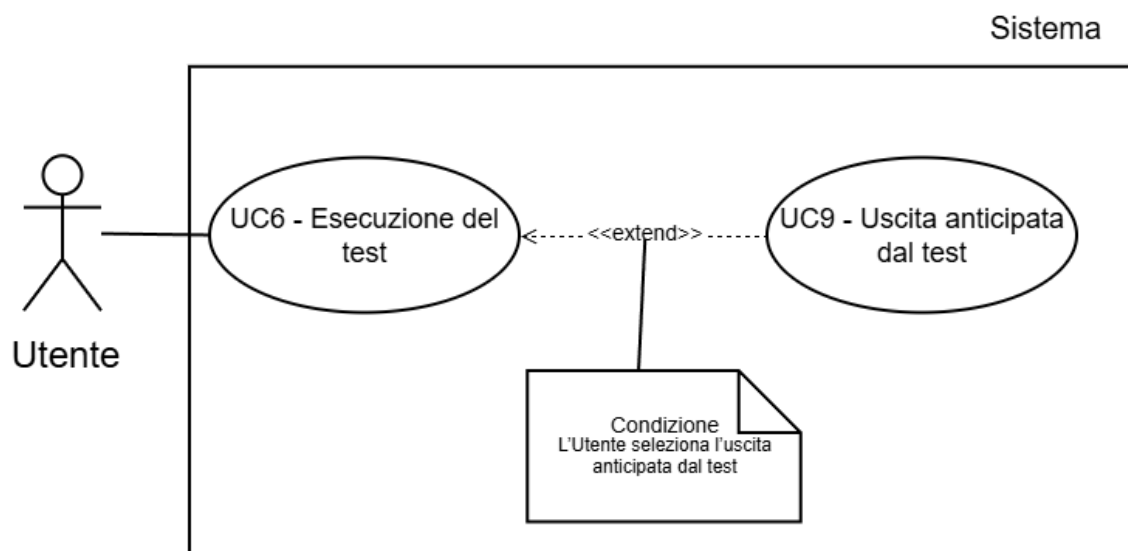 Sistema
UC6 - Esecuzione del
test
<<extend>>
UC9 - Uscita anticipata
dal test
Utente
Condizione
L'Utente seleziona l'uscita
anticipata dal test